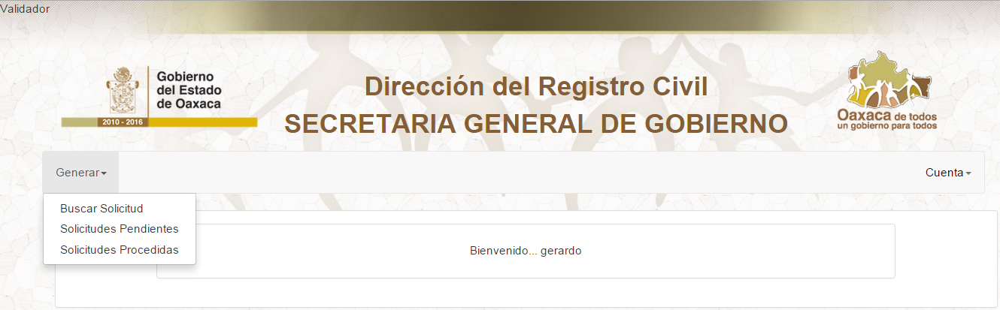 Validador
Gobierno
del Estado
de Oaxaca
2010 - 2016
Dirección del Registro Civil
SECRETARIA GENERAL DE GOBIERNO
Oaxaca de todos
un gobierno para todos
Generar
Cuenta
Buscar Solicitud
Solicitudes Pendientes
Solicitudes Procedidas
Bienvenido... gerardo